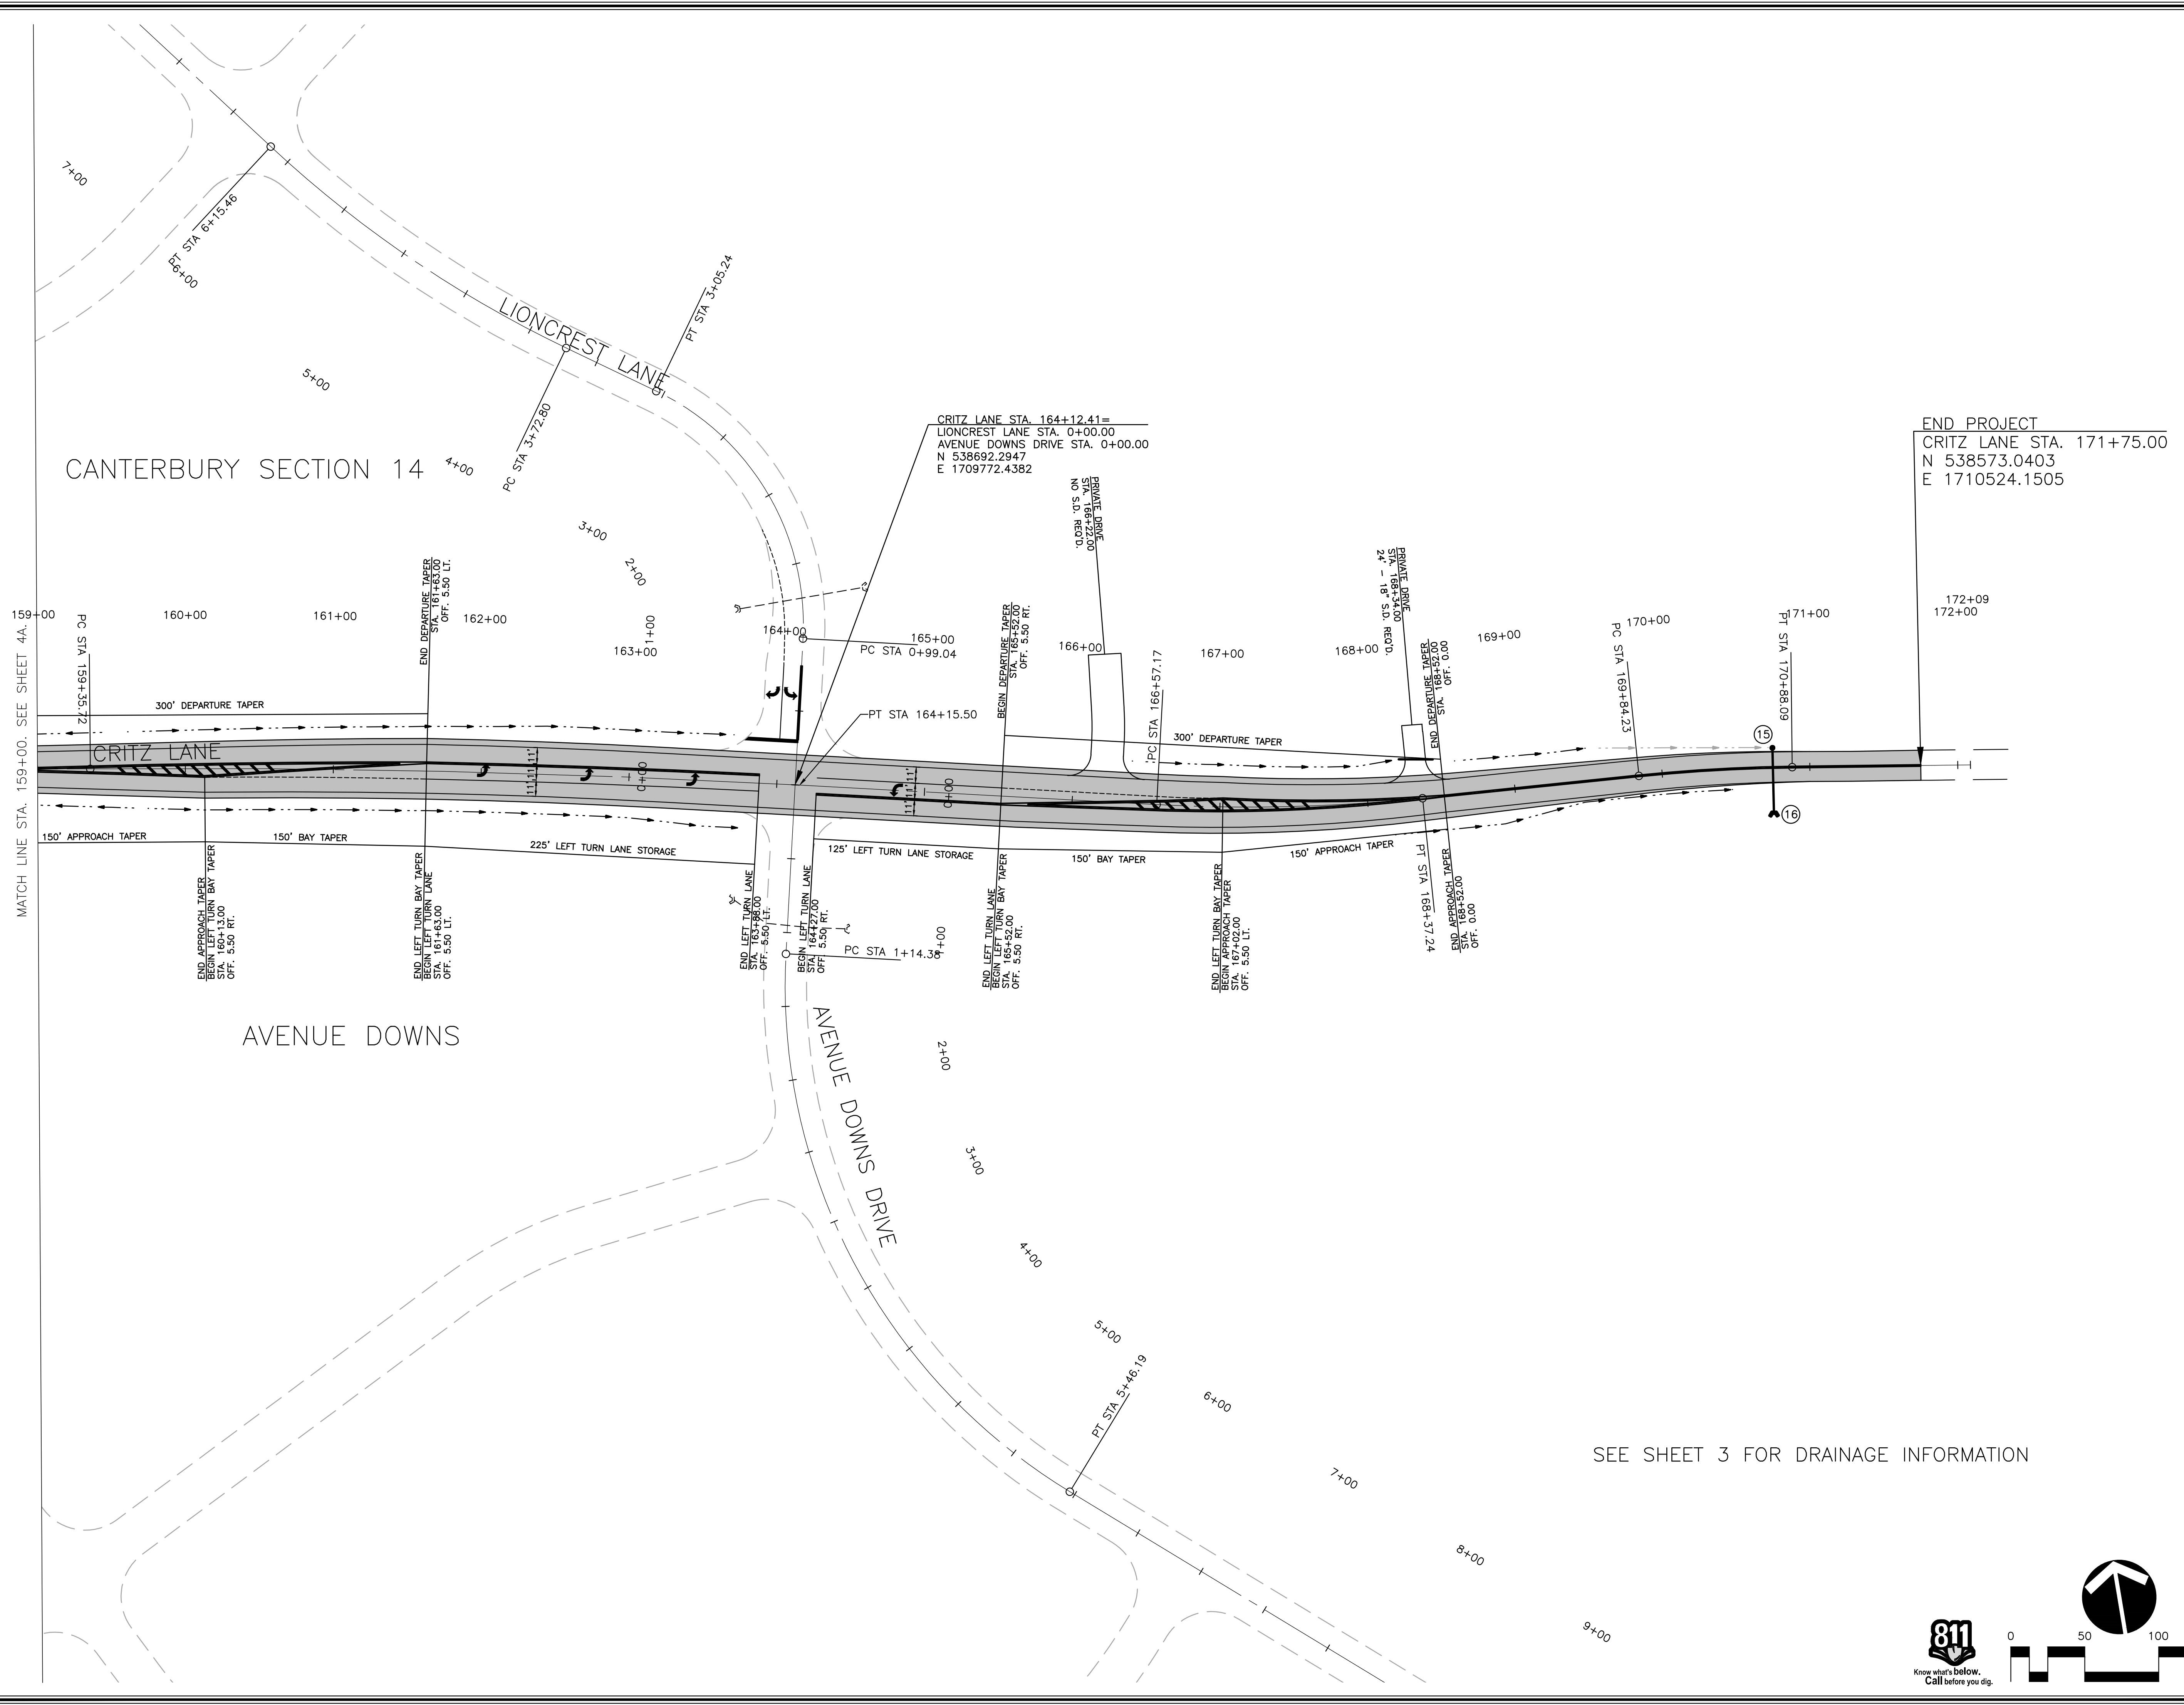 7+00
PT STA 6+15.46
6+00
5+00
LIONCREST LANE
PT STA 3+05.24
PC STA 3+72.80
4+00
3+00
2+00
1+00
0+00
CANTERBURY SECTION 14
CRITZ LANE STA. 164+12.41=
LIONCREST LANE STA. 0+00.00
AVENUE DOWNS DRIVE STA. 0+00.00
N 538692.2947
E 1709772.4382
END PROJECT
CRITZ LANE STA. 171+75.00
N 538573.0403
E 1710524.1505
PRIVATE DRIVE
STA. 166+22.00
NO S.D. REQ'D.
PRIVATE DRIVE
STA. 168+34.00
24' - 18" S.D. REQ'D.
END DEPARTURE TAPER
STA. 161+63.00
OFF. 5.50 LT.
BEGIN DEPARTURE TAPER
STA. 165+52.00
OFF. 5.50 RT.
END DEPARTURE TAPER
STA. 168+52.00
OFF. 0.00
159+00
160+00
161+00
162+00
163+00
164+00
165+00
166+00
167+00
168+00
169+00
170+00
171+00
172+00
172+09
MATCH LINE STA. 159+00. SEE SHEET 4A.
PC STA 159+35.72
PC STA 0+99.04
PT STA 164+15.50
PC STA 166+57.17
PC STA 169+84.23
PT STA 170+88.09
300' DEPARTURE TAPER
300' DEPARTURE TAPER
CRITZ LANE
11'
11'
11'
11'
11'
11'
0+00
15
16
150' APPROACH TAPER
150' BAY TAPER
225' LEFT TURN LANE STORAGE
125' LEFT TURN LANE STORAGE
150' BAY TAPER
150' APPROACH TAPER
END APPROACH TAPER
BEGIN LEFT TURN BAY TAPER
STA. 160+13.00
OFF. 5.50 RT.
END LEFT TURN BAY TAPER
BEGIN LEFT TURN LANE
STA. 161+63.00
OFF. 5.50 LT.
END LEFT TURN LANE
STA. 163+88.00
OFF. 5.50 LT.
BEGIN LEFT TURN LANE
STA. 164+27.00
OFF. 5.50 RT.
END LEFT TURN LANE
BEGIN LEFT TURN BAY TAPER
STA. 165+52.00
OFF. 5.50 RT.
END LEFT TURN BAY TAPER
BEGIN APPROACH TAPER
STA. 167+02.00
OFF. 5.50 LT.
PT STA 168+37.24
END APPROACH TAPER
STA. 168+52.00
OFF. 0.00
PC STA 1+14.38
1+00
AVENUE DOWNS
AVENUE DOWNS DRIVE
2+00
3+00
4+00
5+00
PT STA 5+46.19
6+00
7+00
8+00
9+00
SEE SHEET 3 FOR DRAINAGE INFORMATION
811
Know what's below.
Call before you dig.
0 50 100